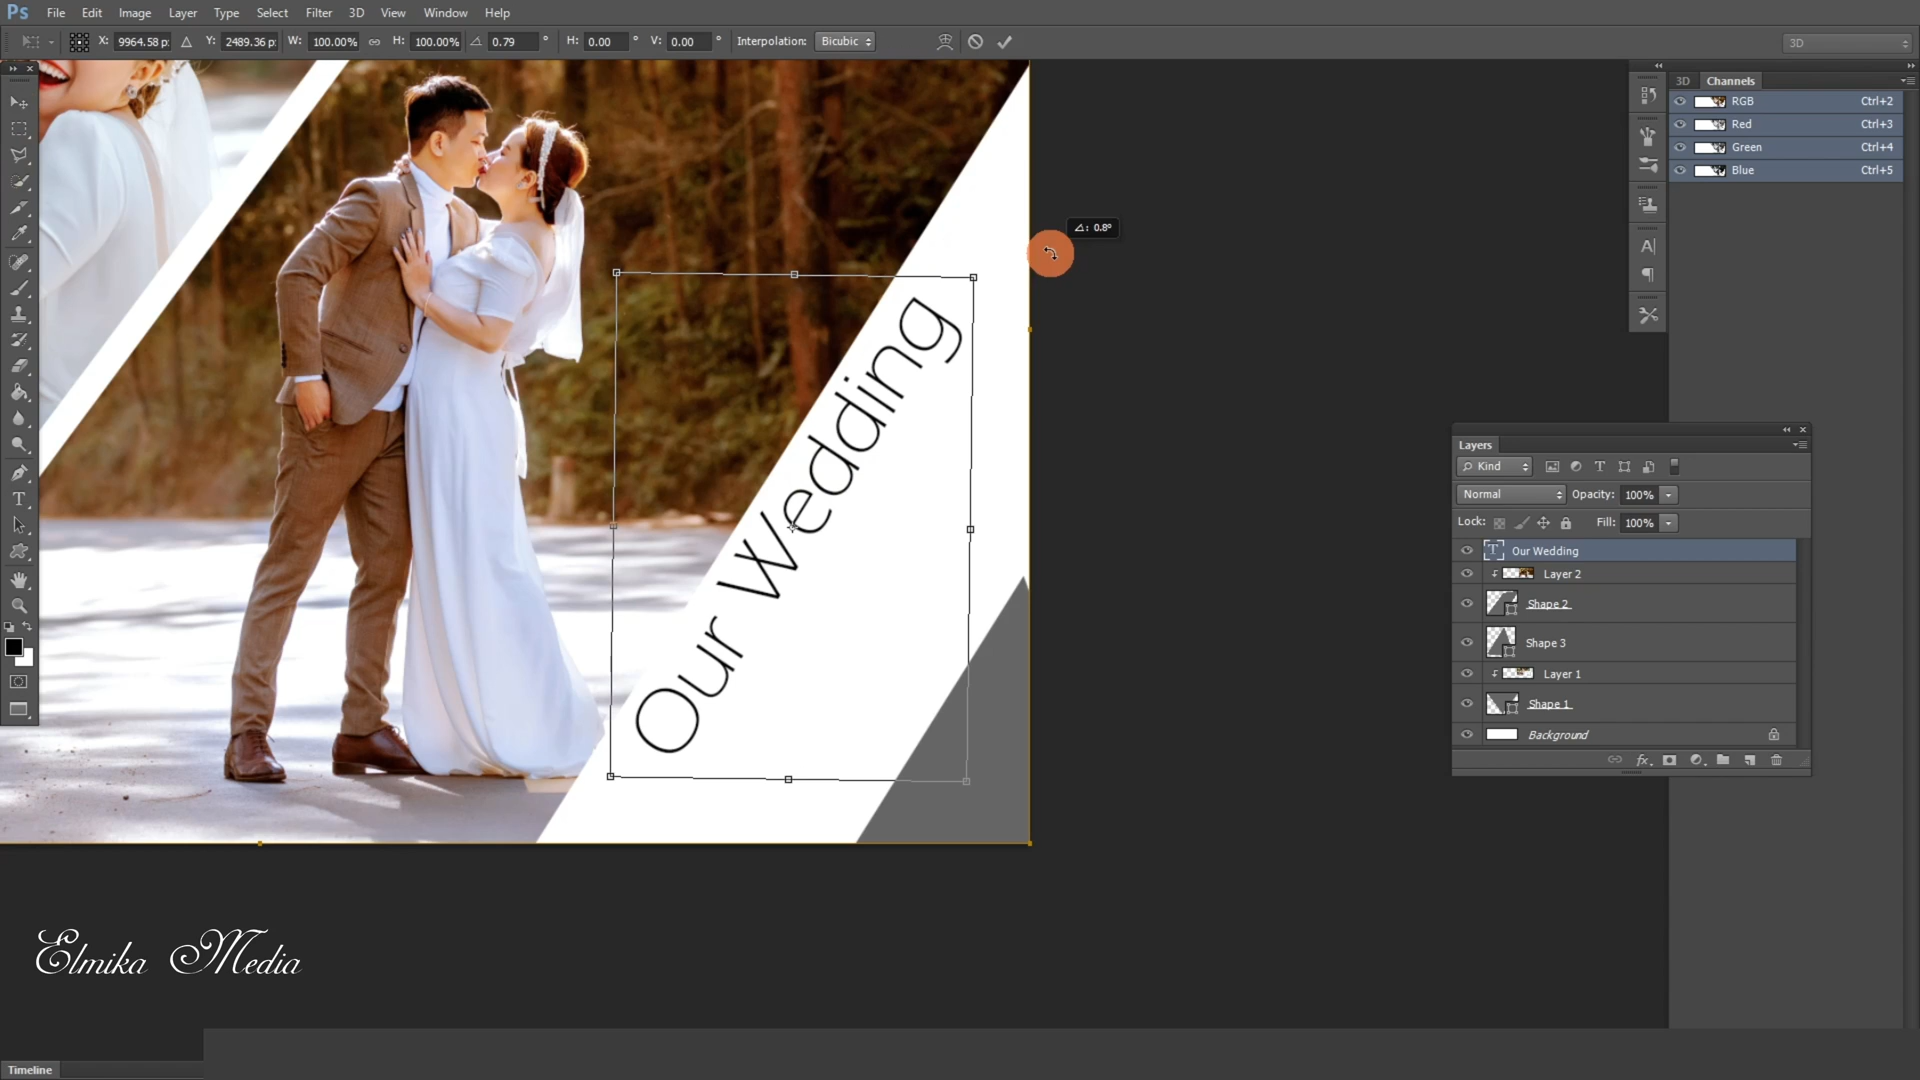 Ps File Edit Image Layer Type Select Filter 3D View Window Help
X: 9964.58 p Y: 2489.36 p W: 100.00% H: 100.00% 0.79 ° H: 0.00 ° V: 0.00 ° Interpolation: Bicubic 3D
3D Channels
RGB Ctrl+2
Red Ctrl+3
Green Ctrl+4
Blue Ctrl+5
: 0.8°
Our Wedding
Layers
Kind
Normal Opacity: 100%
Lock: Fill: 100%
Our Wedding
Layer 2
Shape 2
Shape 3
Layer 1
Shape 1
Background
Elmika Media
Timeline